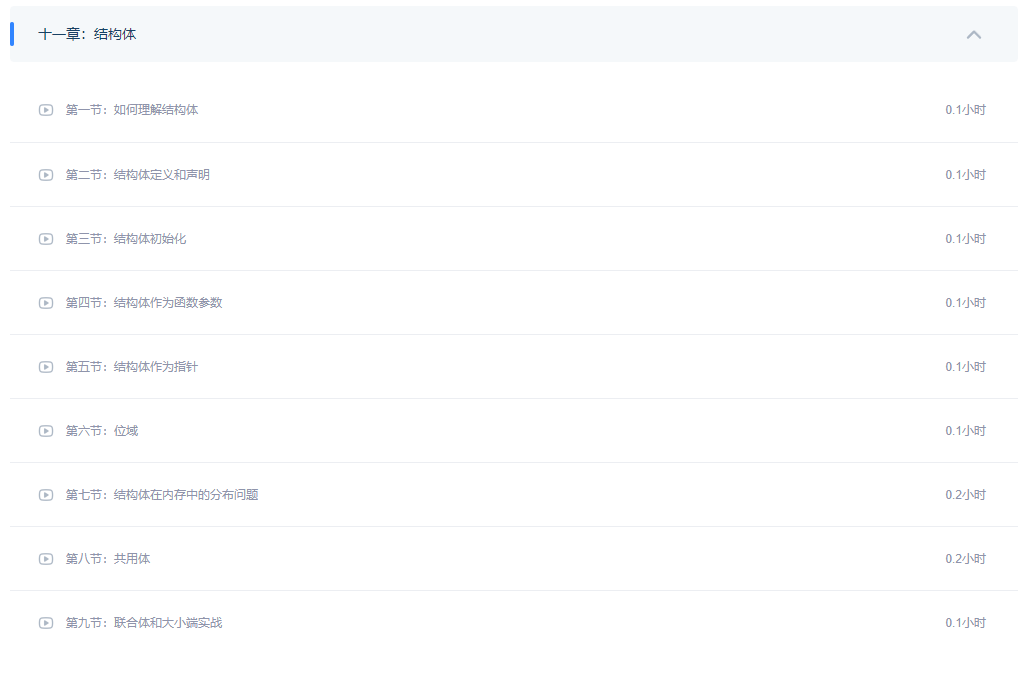 十一章：结构体
第一节：如何理解结构体 0.1小时
第二节：结构体定义和声明 0.1小时
第三节：结构体初始化 0.1小时
第四节：结构体作为函数参数 0.1小时
第五节：结构体作为指针 0.1小时
第六节：位域 0.1小时
第七节：结构体在内存中的分布问题 0.2小时
第八节：共用体 0.2小时
第九节：联合体和大小端实战 0.1小时